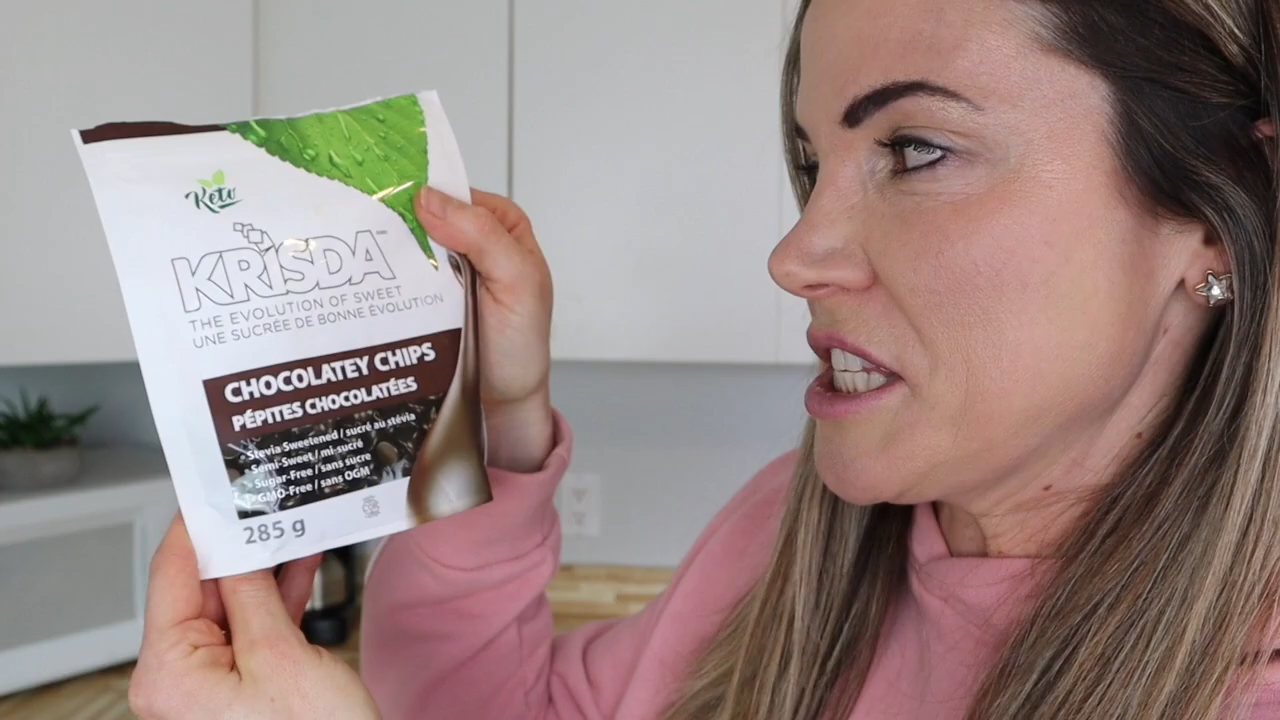 Keto
KRISDA™
THE EVOLUTION OF SWEET
UNE SUCRÉE DE BONNE ÉVOLUTION
CHOCOLATEY CHIPS
PÉPITES CHOCOLATÉES
Stevia Sweetened / sucré au stévia
Semi-Sweet / mi-sucré
Sugar-Free / sans sucre
GMO-Free / sans OGM
285 g